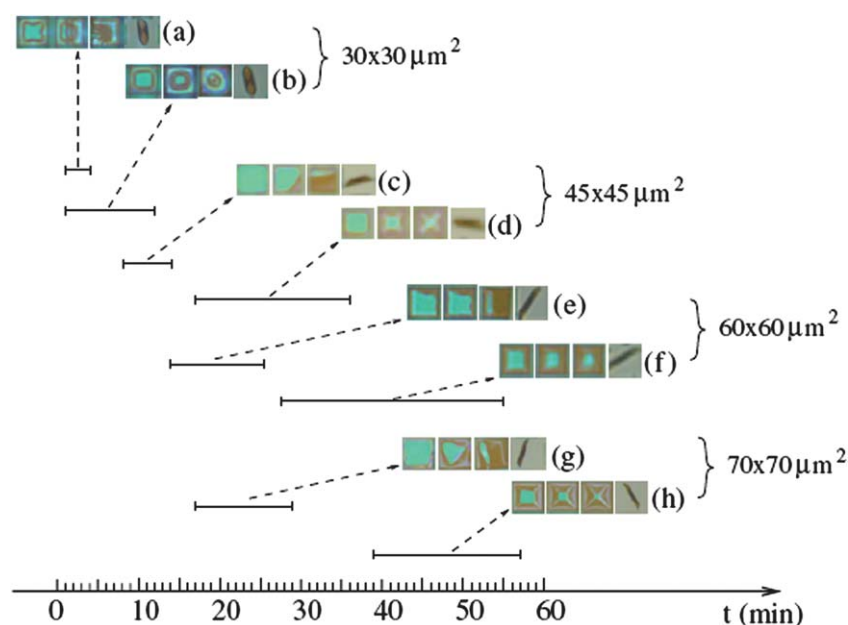 (a)
30x30 μm²
(b)
(c)
45x45 μm²
(d)
(e)
60x60 μm²
(f)
(g)
70x70 μm²
(h)
0 10 20 30 40 50 60 t (min)